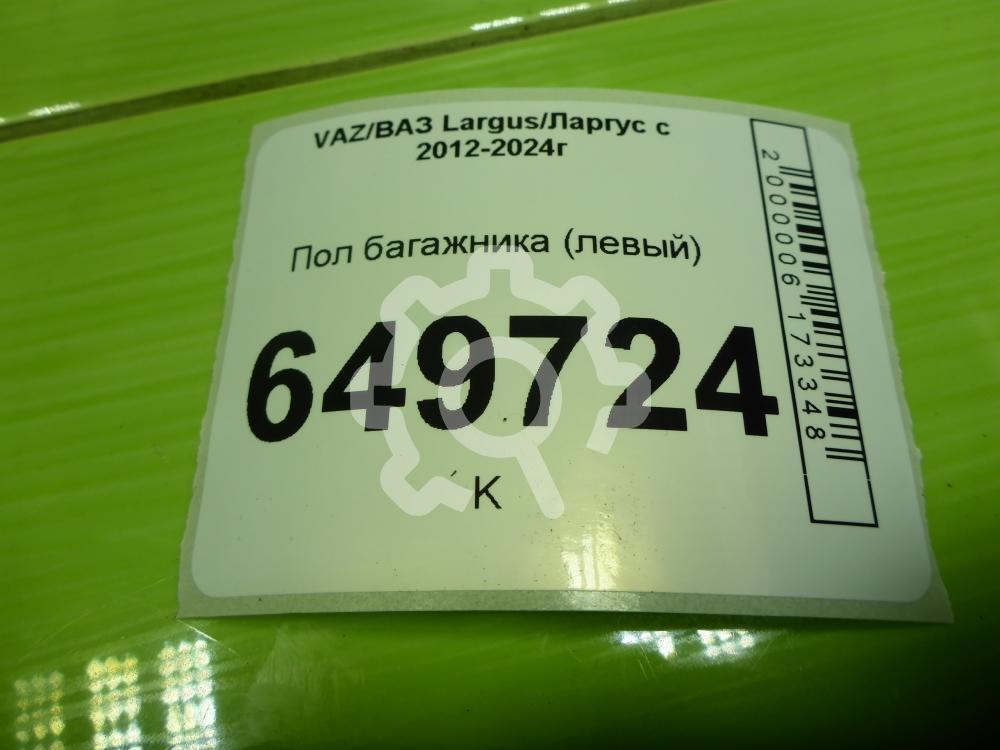 VAZ/ВАЗ Largus/Ларгус с
2012-2024г
Пол багажника (левый)
649724
К
2000006173348